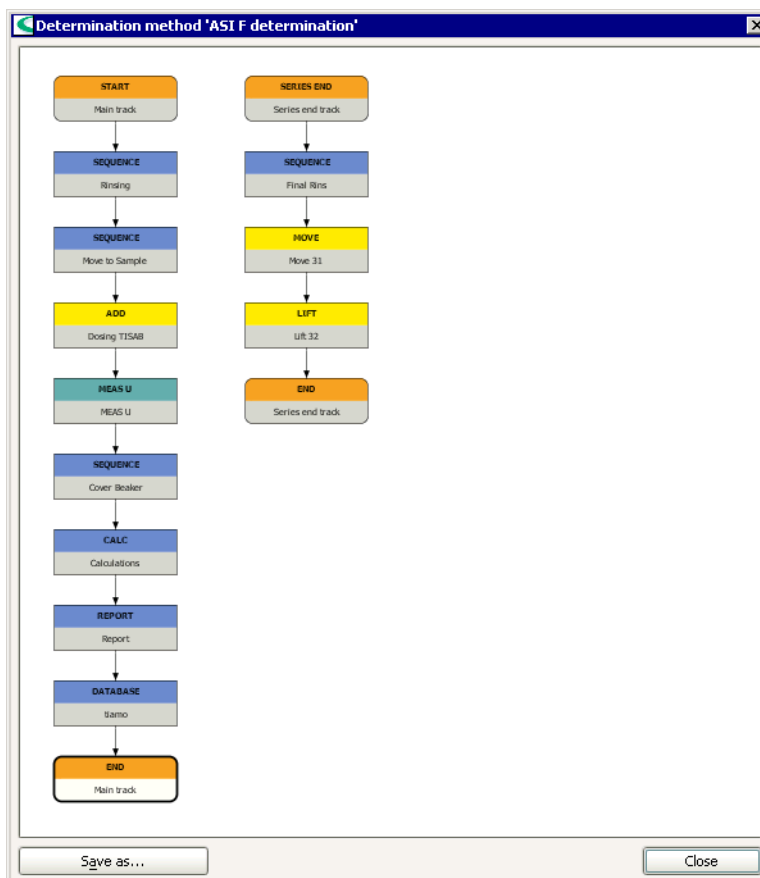 Determination method 'ASI F determination'
START
Main track
SEQUENCE
Rinsing
SEQUENCE
Move to Sample
ADD
Dosing TISAB
MEAS U
MEAS U
SEQUENCE
Cover Beaker
CALC
Calculations
REPORT
Report
DATABASE
tiamo
END
Main track
SERIES END
Series end track
SEQUENCE
Final Rins
MOVE
Move 31
LIFT
Lift 32
END
Series end track
Save as...
Close